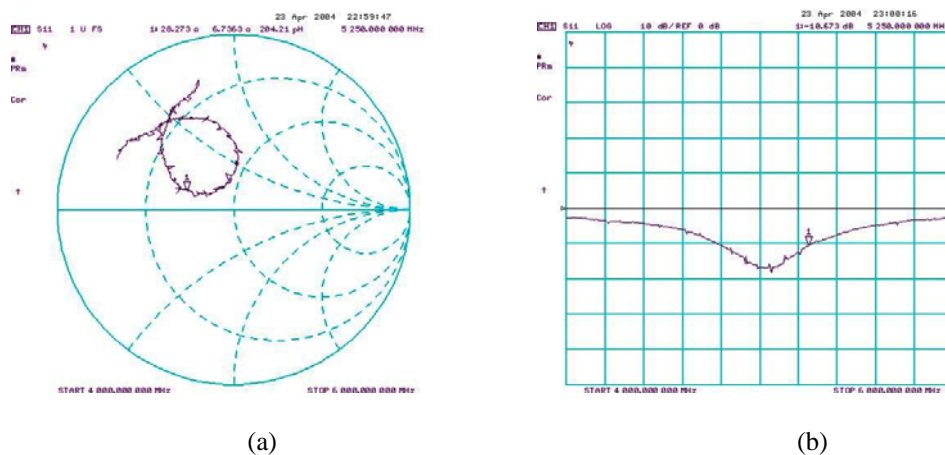 23 Apr 2004 22:59:47
CH1 S11 1 U FS 1:28.273 Ω 6.7363 Ω 204.21 pH 5 250.000 000 MHz
PRm
Cor
START 4 000.000 000 MHz STOP 6 000.000 000 MHz
(a)
23 Apr 2004 23:00:16
CH1 S11 LOG 10 dB/REF 0 dB 1:-10.673 dB 5 250.000 000 MHz
PRm
Cor
START 4 000.000 000 MHz STOP 6 000.000 000 MHz
(b)